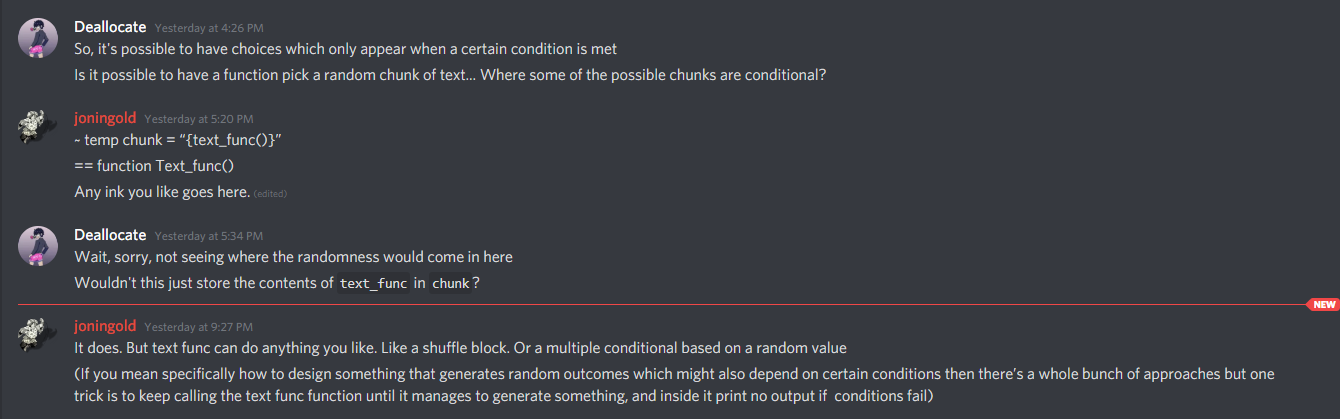 Deallocate Yesterday at 4:26 PM
So, it's possible to have choices which only appear when a certain condition is met
Is it possible to have a function pick a random chunk of text... Where some of the possible chunks are conditional?
joningold Yesterday at 5:20 PM
~ temp chunk = “{text_func()}”
== function Text_func()
Any ink you like goes here. (edited)
Deallocate Yesterday at 5:34 PM
Wait, sorry, not seeing where the randomness would come in here
Wouldn't this just store the contents of text_func in chunk?
NEW
joningold Yesterday at 9:27 PM
It does. But text func can do anything you like. Like a shuffle block. Or a multiple conditional based on a random value
(If you mean specifically how to design something that generates random outcomes which might also depend on certain conditions then there’s a whole bunch of approaches but one
trick is to keep calling the text func function until it manages to generate something, and inside it print no output if conditions fail)